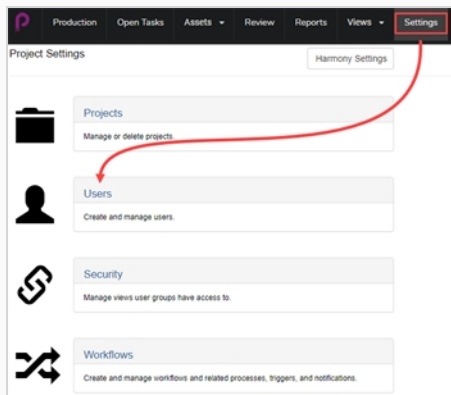 Production Open Tasks Assets Review Reports Views Settings
Project Settings
Harmony Settings
Projects
Manage or delete projects.
Users
Create and manage users.
Security
Manage views user groups have access to.
Workflows
Create and manage workflows and related processes, triggers, and notifications.